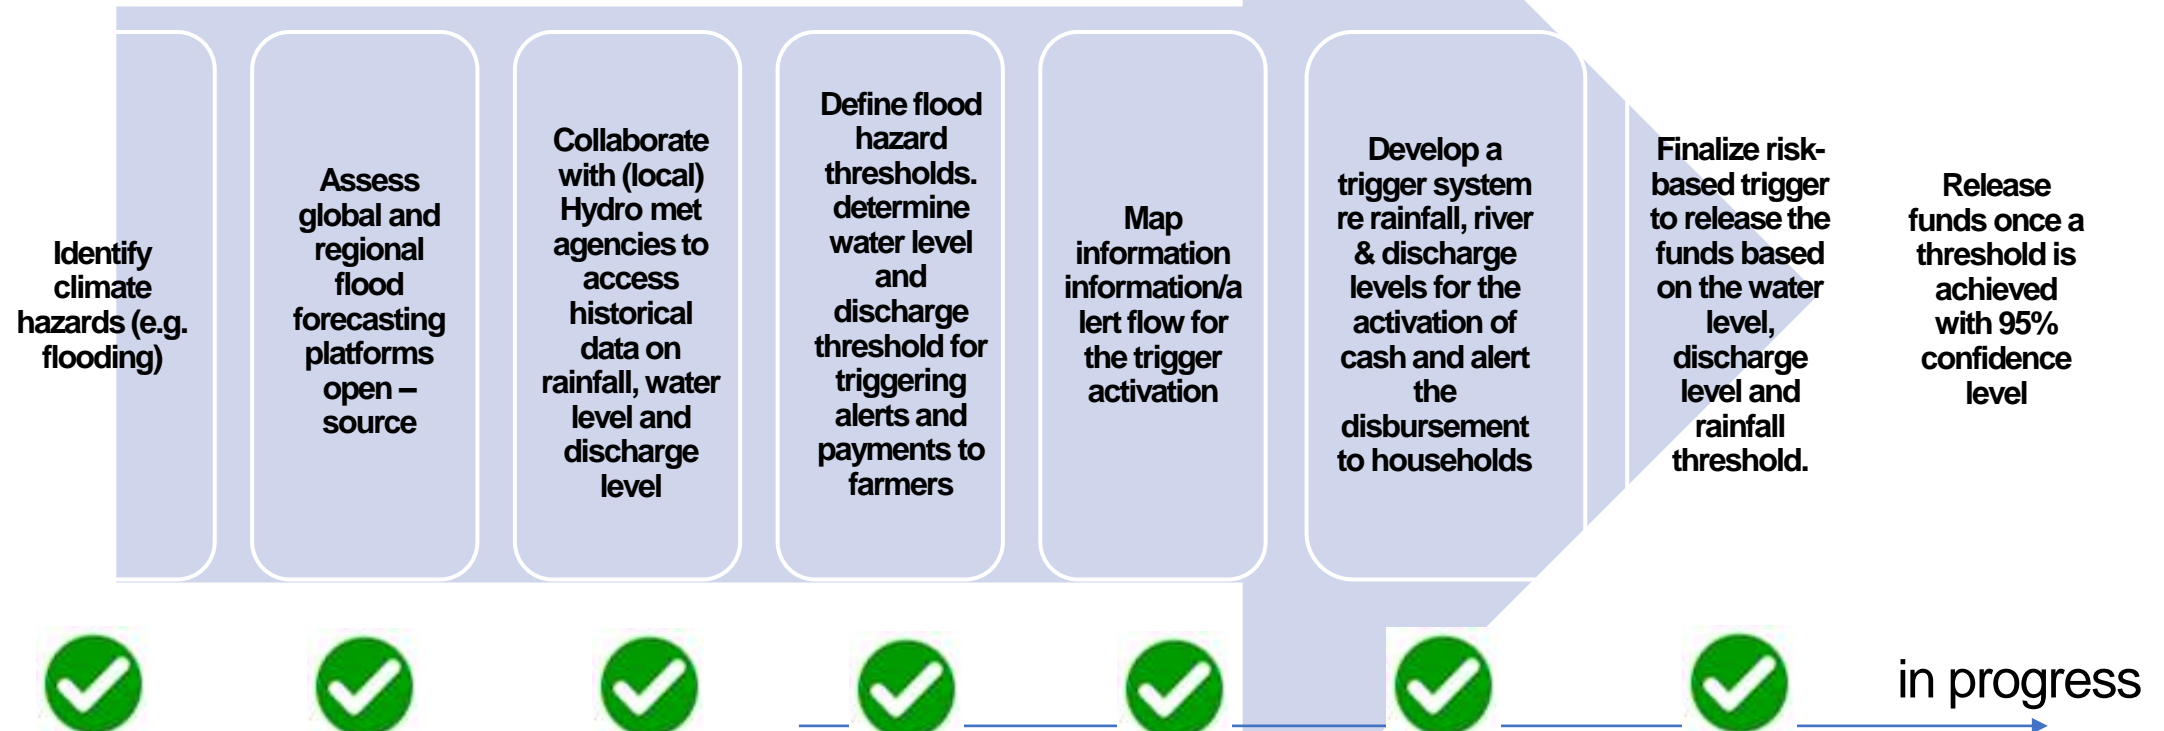 Identify
climate
hazards (e.g.
flooding)
Assess
global and
regional
flood
forecasting
platforms
open –
source
Collaborate
with (local)
Hydro met
agencies to
access
historical
data on
rainfall, water
level and
discharge
level
Define flood
hazard
thresholds.
determine
water level
and
discharge
threshold for
triggering
alerts and
payments to
farmers
Map
information
information/a
lert flow for
the trigger
activation
Develop a
trigger system
re rainfall, river
& discharge
levels for the
activation of
cash and alert
the
disbursement
to households
Finalize risk-
based trigger
to release the
funds based
on the water
level,
discharge
level and
rainfall
threshold.
Release
funds once a
threshold is
achieved
with 95%
confidence
level
in progress